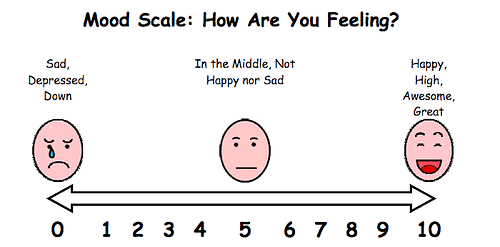 Mood Scale: How Are You Feeling?
Sad,
Depressed,
Down
In the Middle, Not
Happy nor Sad
Happy,
High,
Awesome,
Great
0 1 2 3 4 5 6 7 8 9 10